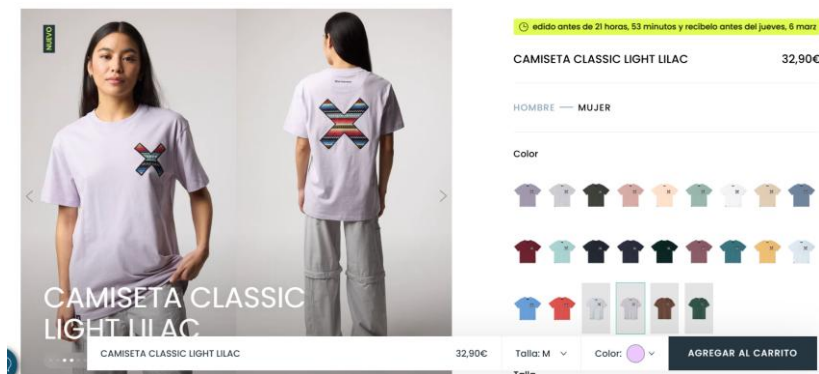 NUEVO
edido antes de 21 horas, 53 minutos y recíbelo antes del jueves, 6 marz
CAMISETA CLASSIC LIGHT LILAC
32,90€
HOMBRE — MUJER
Color
CAMISETA CLASSIC
LIGHT LILAC
CAMISETA CLASSIC LIGHT LILAC
32,90€
Talla: M
Color:
AGREGAR AL CARRITO
Talla